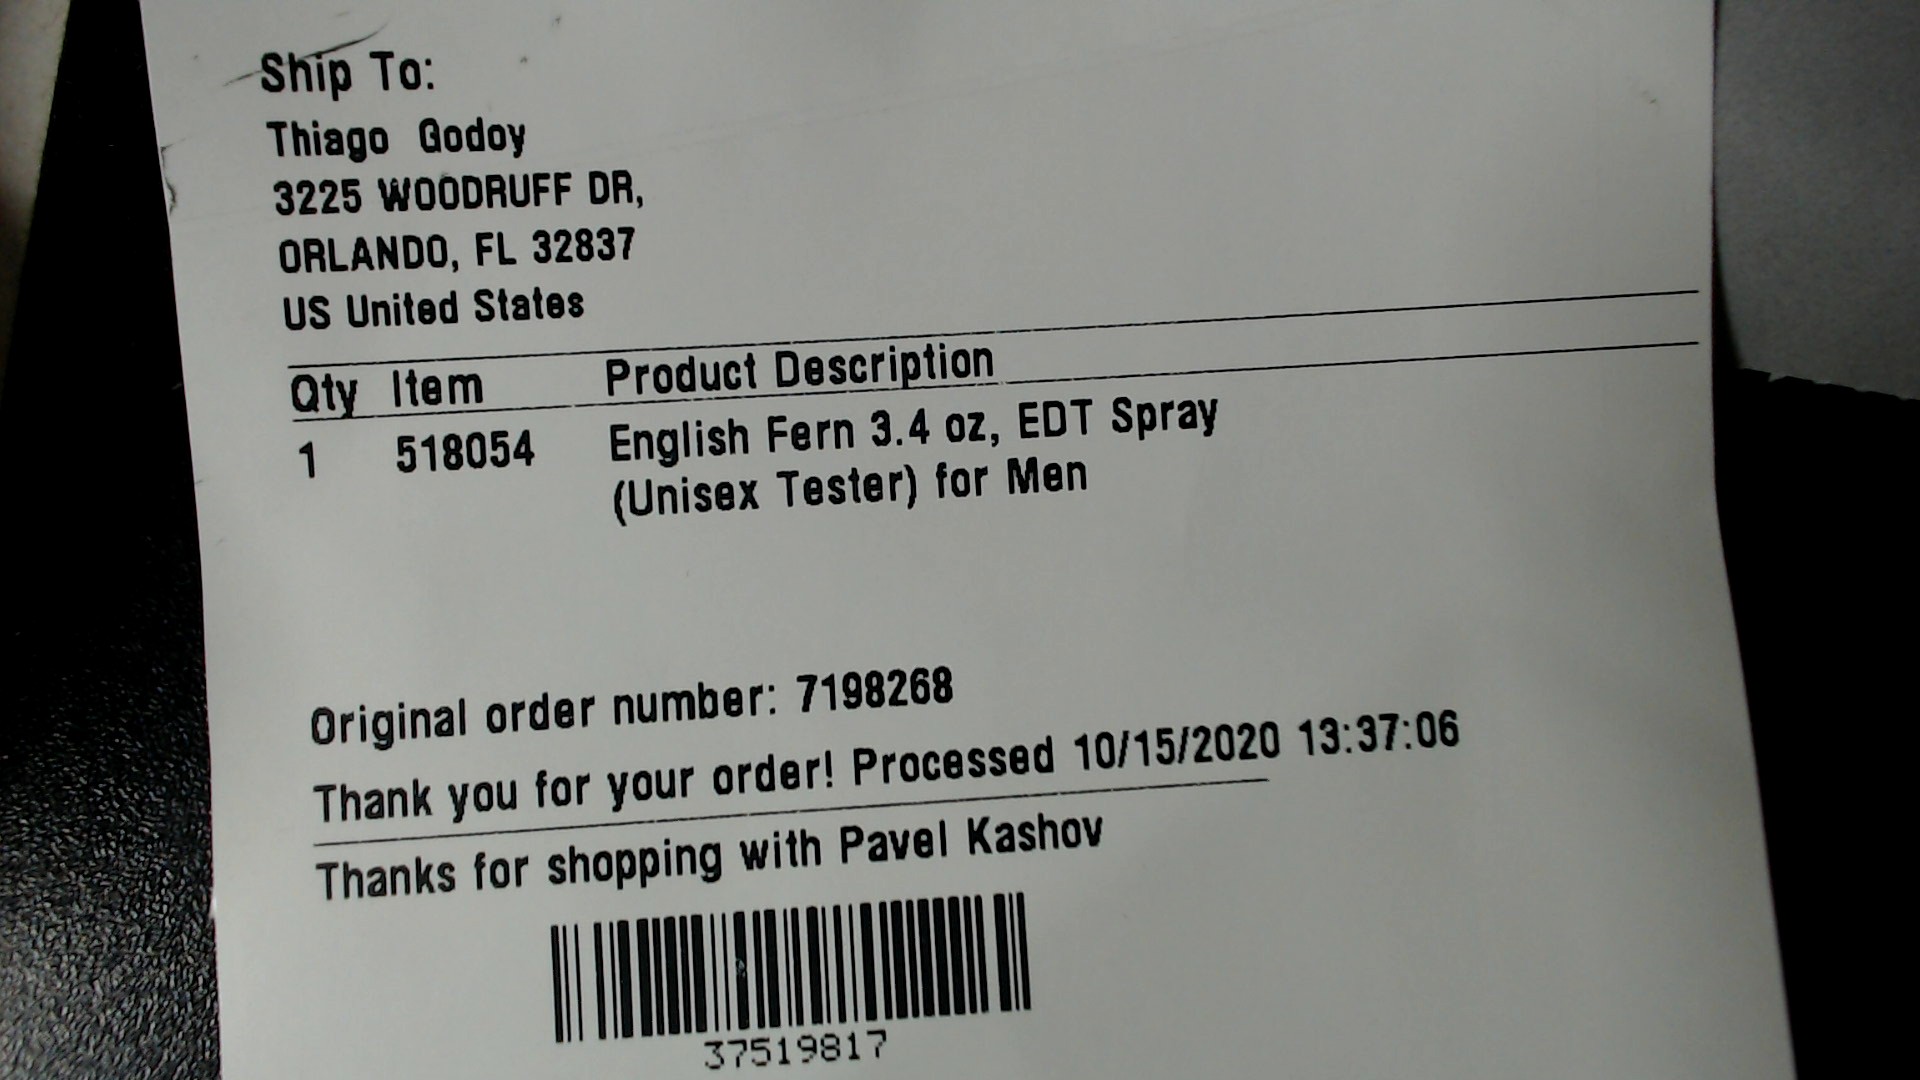 Ship To:
Thiago Godoy
3225 WOODRUFF DR,
ORLANDO, FL 32837
US United States
Qty Item Product Description
1 518054 English Fern 3.4 oz, EDT Spray
(Unisex Tester) for Men
Original order number: 7198268
Thank you for your order! Processed 10/15/2020 13:37:06
Thanks for shopping with Pavel Kashov
37519817